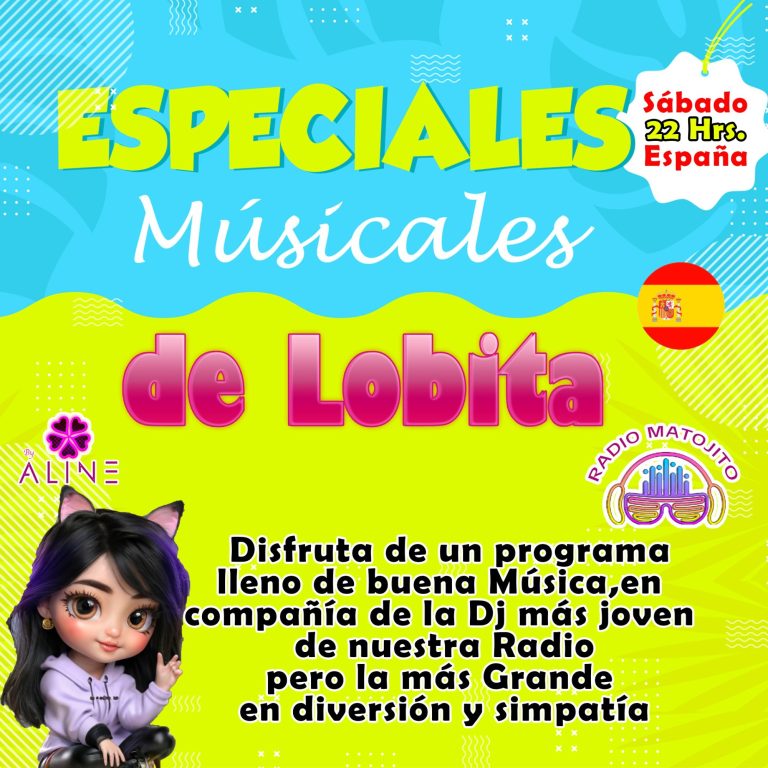 ESPECIALES
Músicales
Sábado
22 Hrs.
España
de Lobita
By
ALINE
RADIO MATOJITO
Disfruta de un programa
lleno de buena Música,en
compañía de la Dj más joven
de nuestra Radio
pero la más Grande
en diversión y simpatía